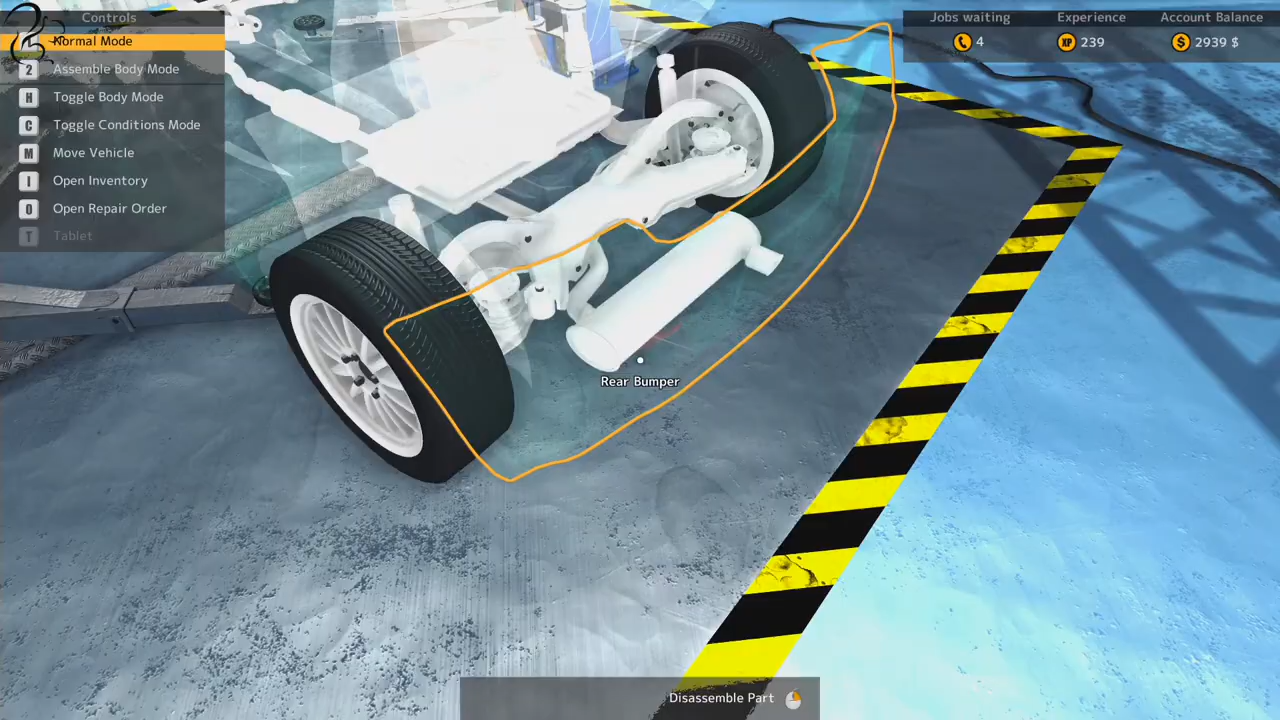 Controls
Normal Mode
2 Assemble Body Mode
H Toggle Body Mode
C Toggle Conditions Mode
M Move Vehicle
I Open Inventory
O Open Repair Order
T Tablet
Jobs waiting Experience Account Balance
4 XP 239 $ 2939 $
Rear Bumper
Disassemble Part